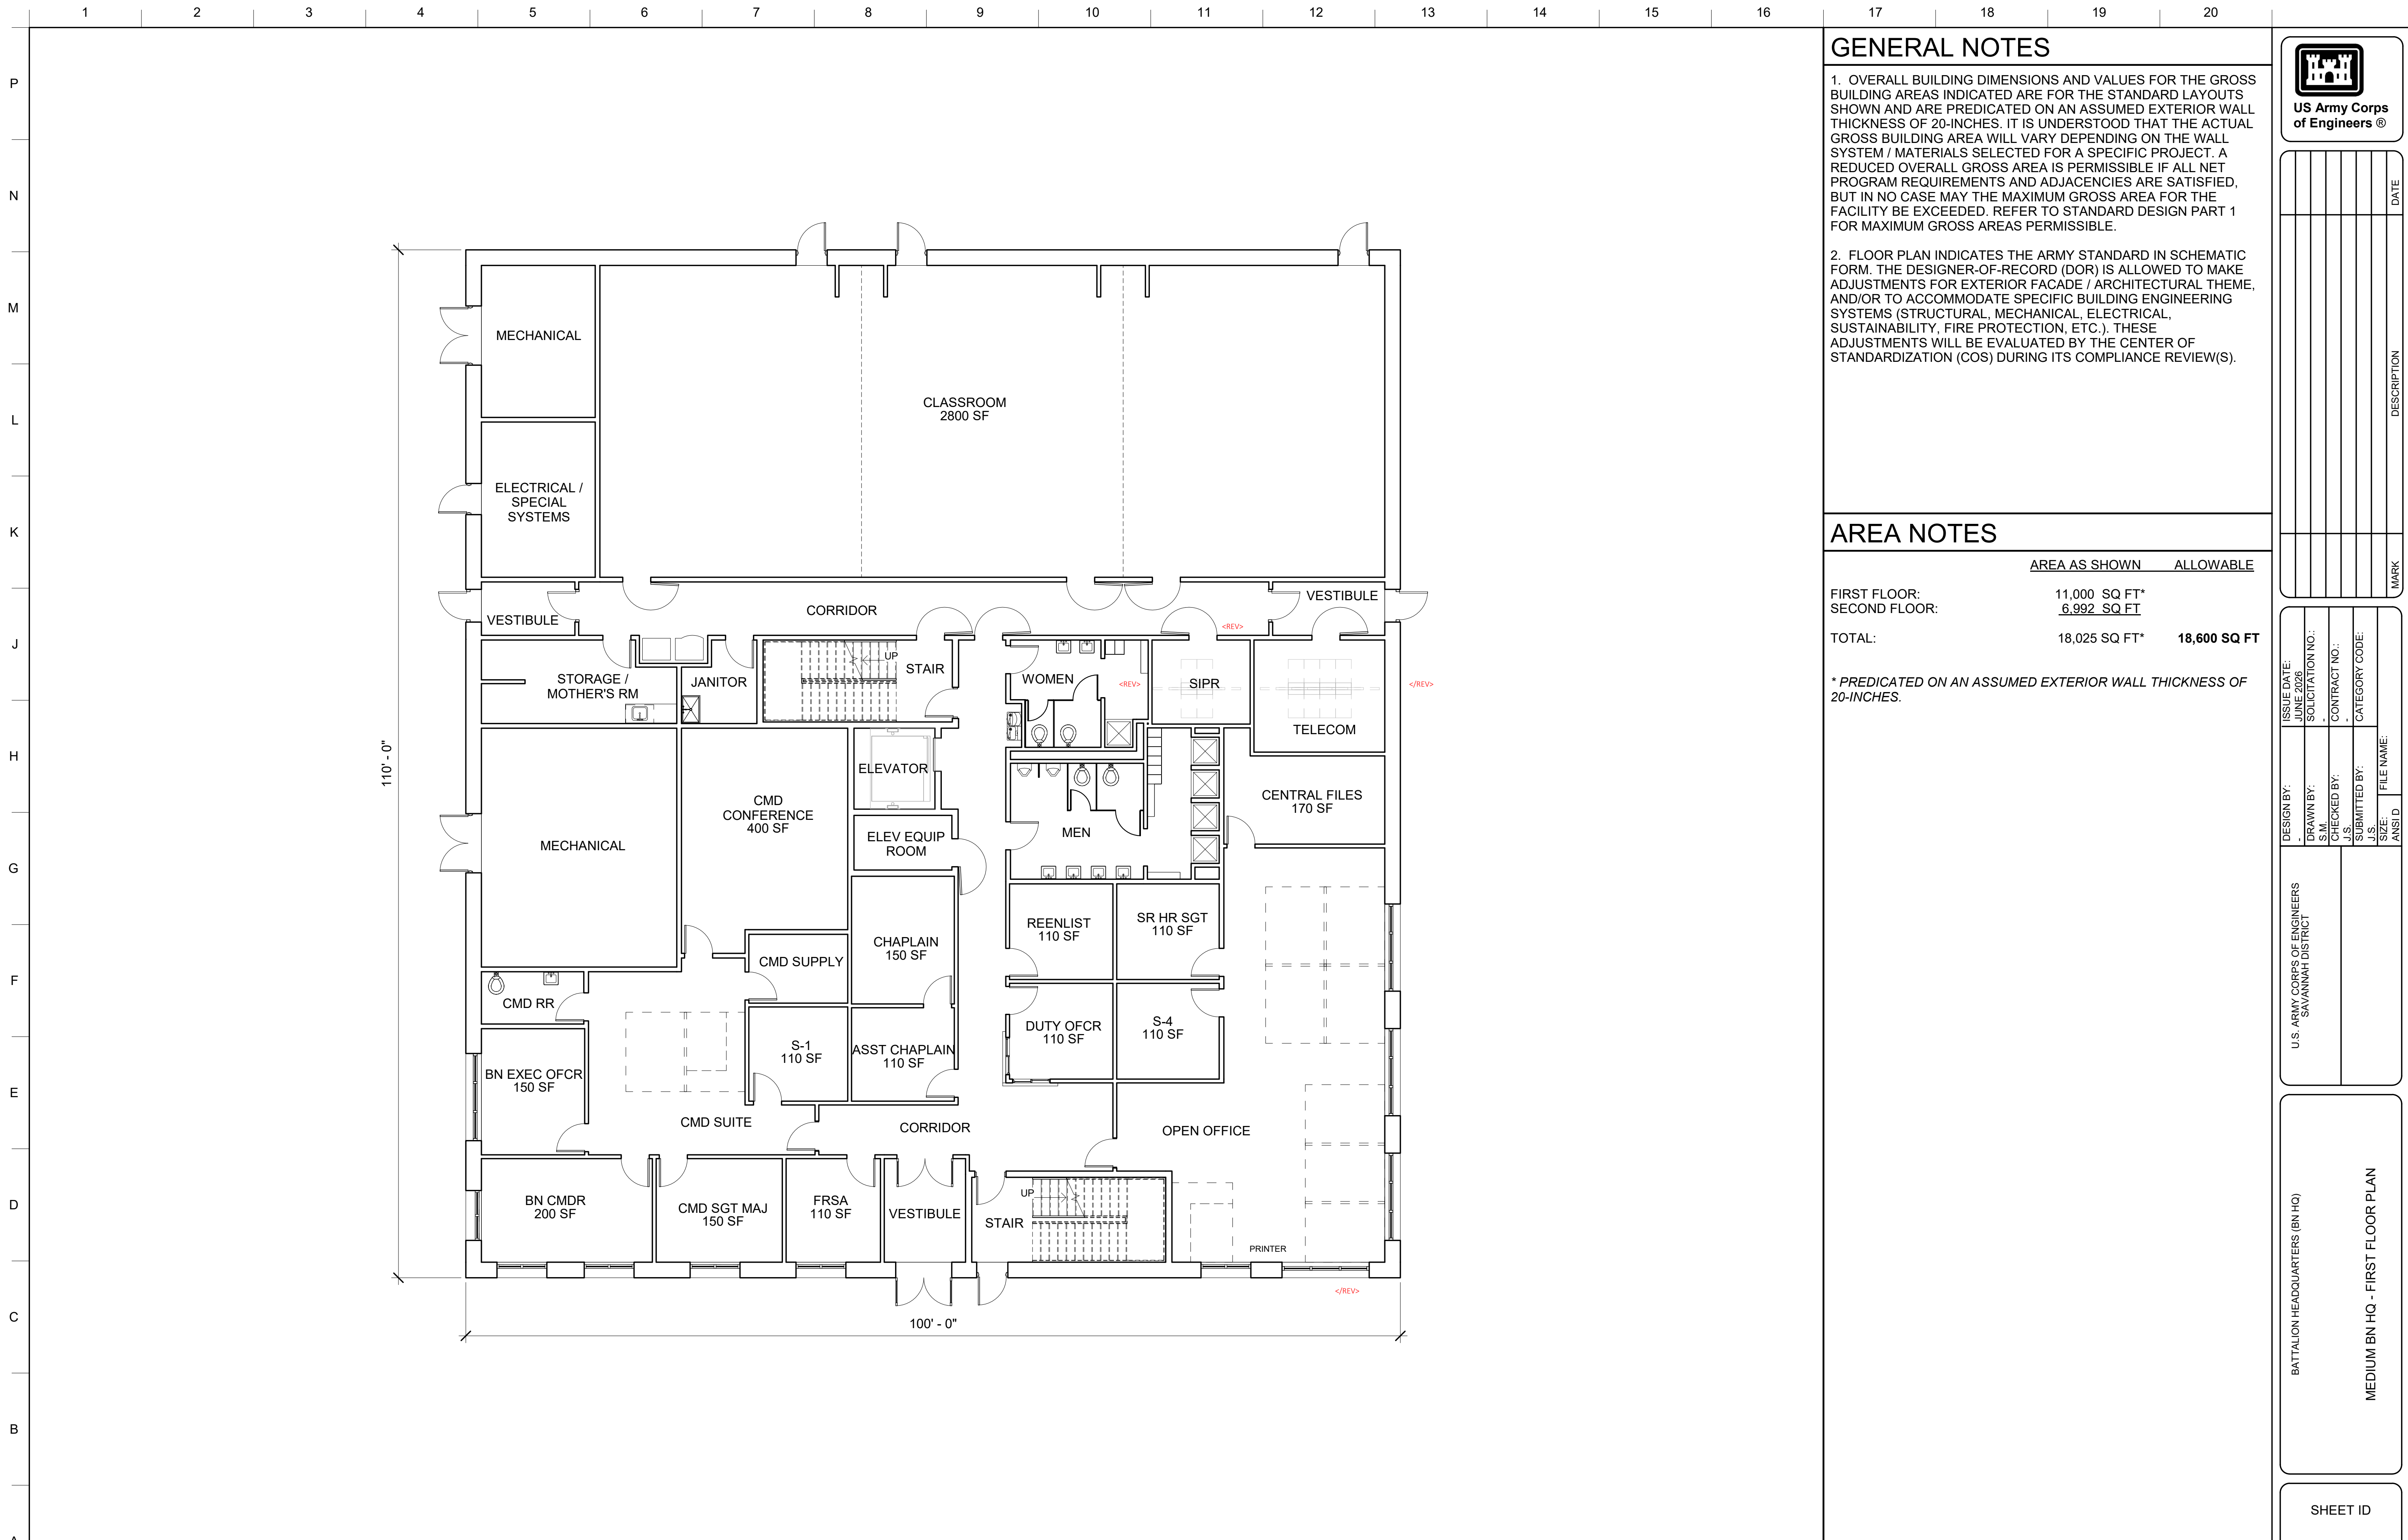 1 2 3 4 5 6 7 8 9 10 11 12 13 14 15 16 17 18 19 20
P
N
M
L
K
J
H
G
F
E
D
C
B
A
MECHANICAL
CLASSROOM
2800 SF
ELECTRICAL /
SPECIAL
SYSTEMS
VESTIBULE
CORRIDOR
VESTIBULE
<REV>
STORAGE /
MOTHER'S RM
JANITOR
UP
STAIR
WOMEN
<REV>
SIPR
</REV>
TELECOM
110' - 0"
MECHANICAL
CMD
CONFERENCE
400 SF
ELEVATOR
ELEV EQUIP
ROOM
MEN
CENTRAL FILES
170 SF
REENLIST
110 SF
SR HR SGT
110 SF
CHAPLAIN
150 SF
CMD SUPPLY
CMD RR
DUTY OFCR
110 SF
S-4
110 SF
S-1
110 SF
ASST CHAPLAIN
110 SF
BN EXEC OFCR
150 SF
CMD SUITE
CORRIDOR
OPEN OFFICE
BN CMDR
200 SF
CMD SGT MAJ
150 SF
FRSA
110 SF
VESTIBULE
UP
STAIR
PRINTER
</REV>
100' - 0"
GENERAL NOTES
1. OVERALL BUILDING DIMENSIONS AND VALUES FOR THE GROSS
BUILDING AREAS INDICATED ARE FOR THE STANDARD LAYOUTS
SHOWN AND ARE PREDICATED ON AN ASSUMED EXTERIOR WALL
THICKNESS OF 20-INCHES. IT IS UNDERSTOOD THAT THE ACTUAL
GROSS BUILDING AREA WILL VARY DEPENDING ON THE WALL
SYSTEM / MATERIALS SELECTED FOR A SPECIFIC PROJECT. A
REDUCED OVERALL GROSS AREA IS PERMISSIBLE IF ALL NET
PROGRAM REQUIREMENTS AND ADJACENCIES ARE SATISFIED,
BUT IN NO CASE MAY THE MAXIMUM GROSS AREA FOR THE
FACILITY BE EXCEEDED. REFER TO STANDARD DESIGN PART 1
FOR MAXIMUM GROSS AREAS PERMISSIBLE.
2. FLOOR PLAN INDICATES THE ARMY STANDARD IN SCHEMATIC
FORM. THE DESIGNER-OF-RECORD (DOR) IS ALLOWED TO MAKE
ADJUSTMENTS FOR EXTERIOR FACADE / ARCHITECTURAL THEME,
AND/OR TO ACCOMMODATE SPECIFIC BUILDING ENGINEERING
SYSTEMS (STRUCTURAL, MECHANICAL, ELECTRICAL,
SUSTAINABILITY, FIRE PROTECTION, ETC.). THESE
ADJUSTMENTS WILL BE EVALUATED BY THE CENTER OF
STANDARDIZATION (COS) DURING ITS COMPLIANCE REVIEW(S).
AREA NOTES
AREA AS SHOWN ALLOWABLE
FIRST FLOOR: 11,000 SQ FT*
SECOND FLOOR: 6,992 SQ FT
TOTAL: 18,025 SQ FT* 18,600 SQ FT
* PREDICATED ON AN ASSUMED EXTERIOR WALL THICKNESS OF
20-INCHES.
US Army Corps
of Engineers ®
DATE
DESCRIPTION
MARK
ISSUE DATE:
JUNE 2026
SOLICITATION NO.:
-
CONTRACT NO.:
-
CATEGORY CODE:
DESIGN BY:
-
DRAWN BY:
S.M.
CHECKED BY:
J.S.
SUBMITTED BY:
J.S.
SIZE:
ANSI D
FILE NAME:
U.S. ARMY CORPS OF ENGINEERS
SAVANNAH DISTRICT
BATTALION HEADQUARTERS (BN HQ)
MEDIUM BN HQ - FIRST FLOOR PLAN
SHEET ID